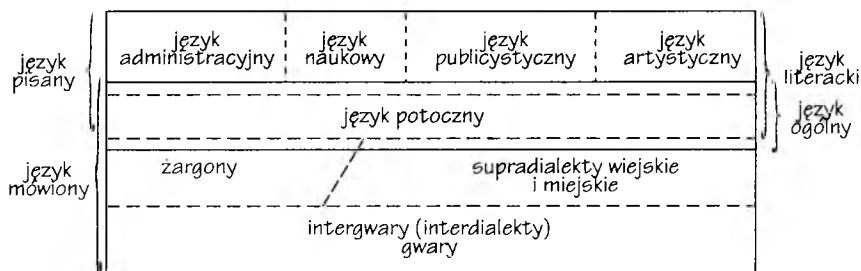 język
pisany
język
administracyjny
język
naukowy
język
publicystyczny
język
artystyczny
język
literacki
język potoczny
język
ogólny
język
mówiony
żargony
supradialekty wiejskie
i miejskie
intergwary (interdialekty)
gwary